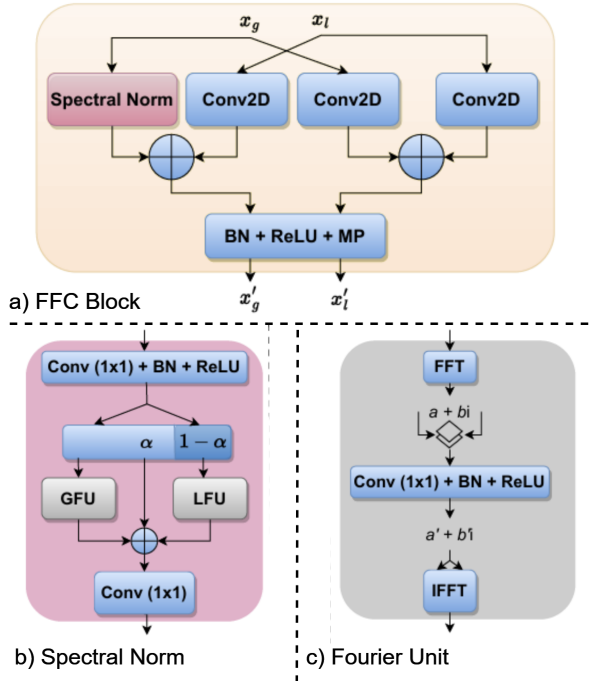 x_g x_l
Spectral Norm Conv2D Conv2D Conv2D
BN + ReLU + MP
a) FFC Block
x'_g x'_l
Conv (1x1) + BN + ReLU
α 1 − α
GFU LFU
Conv (1x1)
b) Spectral Norm
FFT
a + bi
Conv (1x1) + BN + ReLU
a' + b'i
IFFT
c) Fourier Unit